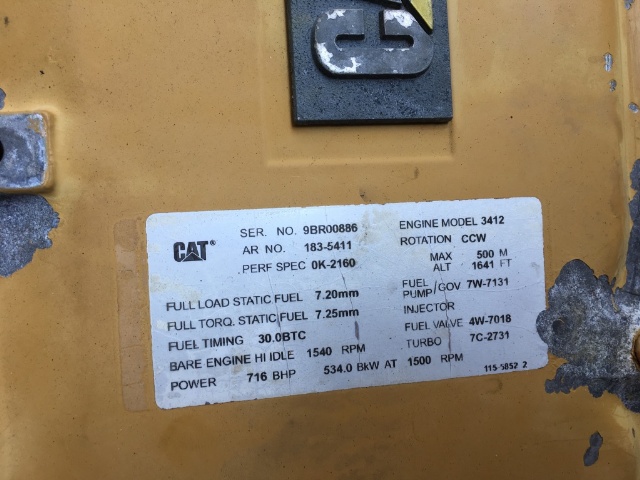 CA
CAT®
SER. NO. 9BR00886
AR NO. 183-5411
PERF SPEC 0K-2160
FULL LOAD STATIC FUEL 7.20mm
FULL TORQ. STATIC FUEL 7.25mm
FUEL TIMING 30.0BTC
BARE ENGINE HI IDLE 1540 RPM
POWER 716 BHP 534.0 BkW AT 1500 RPM
ENGINE MODEL 3412
ROTATION CCW
MAX 500 M
ALT 1641 FT
FUEL
PUMP/GOV 7W-7131
INJECTOR
FUEL VALVE 4W-7018
TURBO 7C-2731
115-5852 2